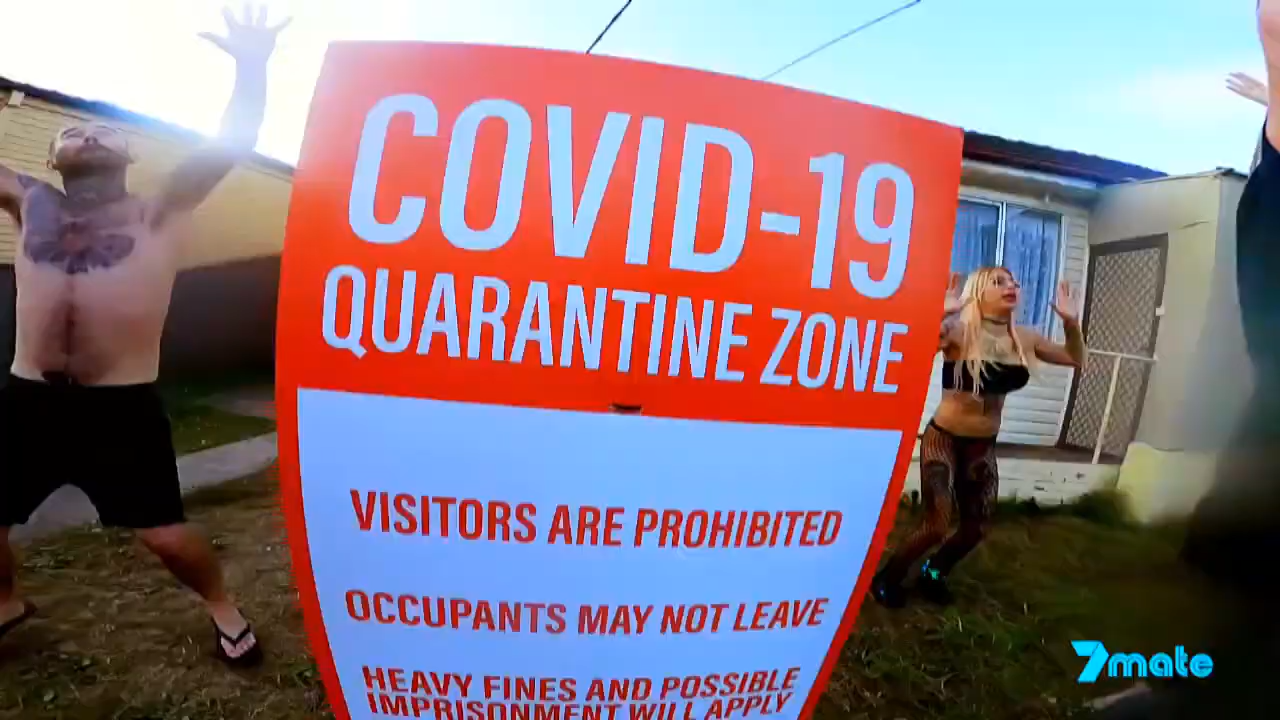 COVID-19
QUARANTINE ZONE
VISITORS ARE PROHIBITED
OCCUPANTS MAY NOT LEAVE
HEAVY FINES AND POSSIBLE
IMPRISONMENT WILL APPLY
7mate